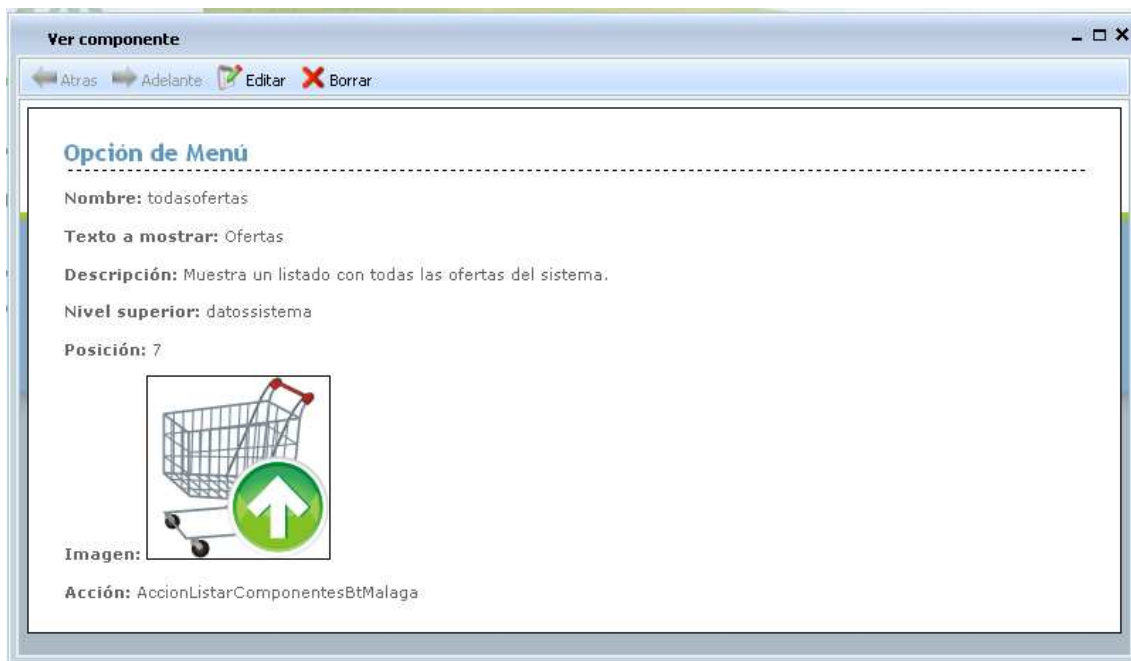 Ver componente
Atras Adelante Editar Borrar
Opción de Menú
Nombre: todasofertas
Texto a mostrar: Ofertas
Descripción: Muestra un listado con todas las ofertas del sistema.
Nivel superior: datossistema
Posición: 7
Imagen:
Acción: AccionListarComponentesBtMalaga